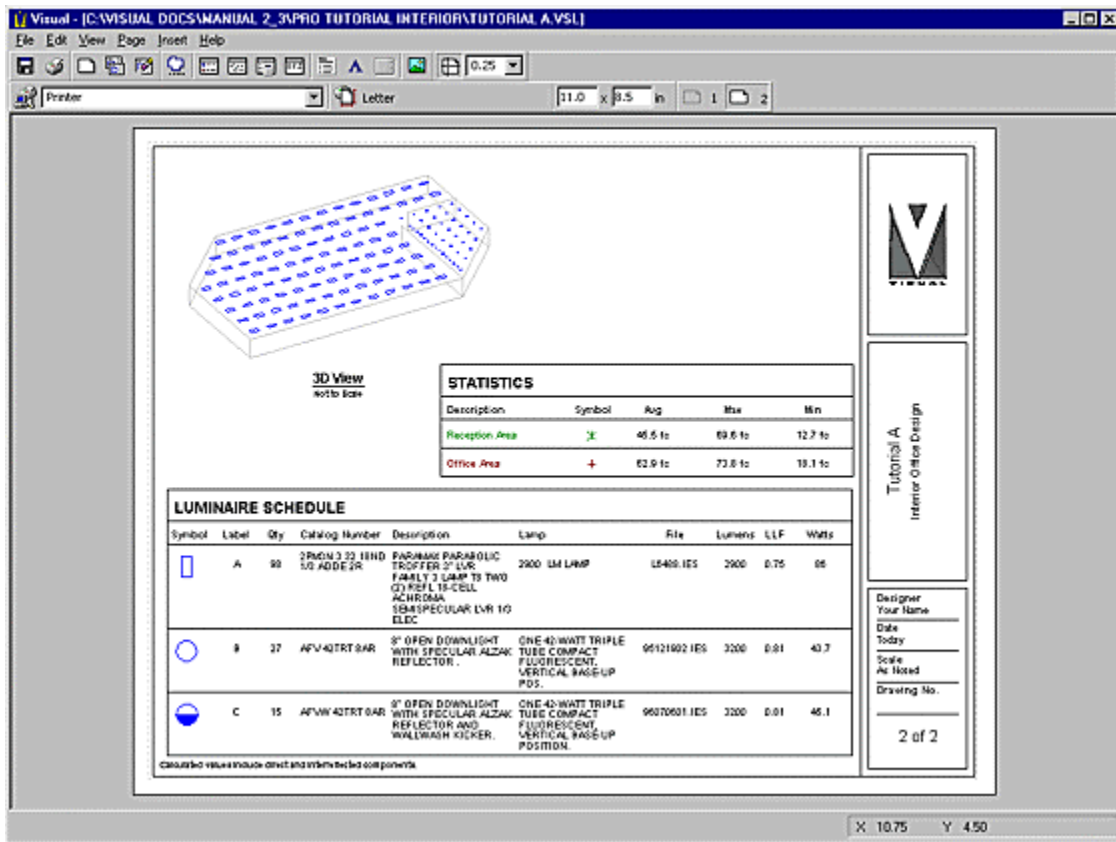 Visual - [C:\VISUAL DOCS\MANUAL 2_3\PRO TUTORIAL INTERIOR\TUTORIAL A.VSL]
File Edit View Page Insert Help
0.25
Printer Letter 11.0 x 8.5 in 1 2
VISUAL
3D View
Not to Scale
STATISTICS
Description Symbol Avg Max Min
Reception Area 46.5 fc 69.6 fc 12.7 fc
Office Area + 62.9 fc 73.8 fc 18.1 fc
Tutorial A
Interior Office Design
LUMINAIRE SCHEDULE
Symbol Label Qty Catalog Number Description Lamp File Lumens LLF Watts
A 98 PARAMAX PARABOLIC
TROFFER 3" LVR
FAMILY 3 LAMP T8 TWO
(2) REFL 18-CELL
ACHROMA
SEMISPECULAR LVR 1/3
ELEC
2900 LM LAMP 2900 0.75
B 8" OPEN DOWNLIGHT
WITH SPECULAR ALZAK
REFLECTOR .
ONE 42-WATT TRIPLE
TUBE COMPACT
FLUORESCENT,
VERTICAL BASE-UP
POS.
3200 0.81 43.7
C 15 8" OPEN DOWNLIGHT
WITH SPECULAR ALZAK
REFLECTOR AND
WALLWASH KICKER.
ONE 42-WATT TRIPLE
TUBE COMPACT
FLUORESCENT,
VERTICAL BASE-UP
POSITION.
3200 0.81 46.1
Calculated values include direct and interreflected components.
Designer
Your Name
Date
Today
Scale
As Noted
Drawing No.
2 of 2
X 10.75 Y 4.50